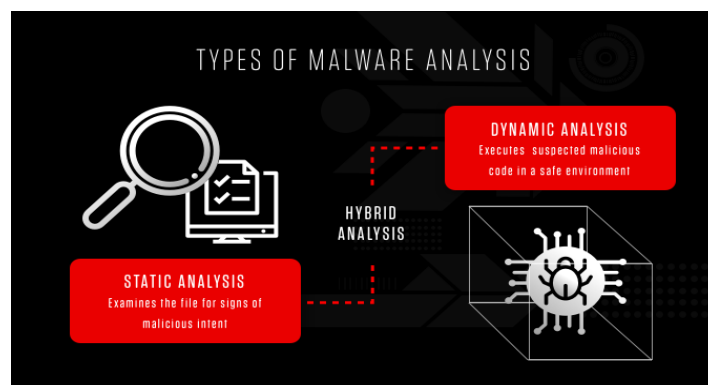 TYPES OF MALWARE ANALYSIS
DYNAMIC ANALYSIS
Executes suspected malicious
code in a safe environment
HYBRID
ANALYSIS
STATIC ANALYSIS
Examines the file for signs of
malicious intent